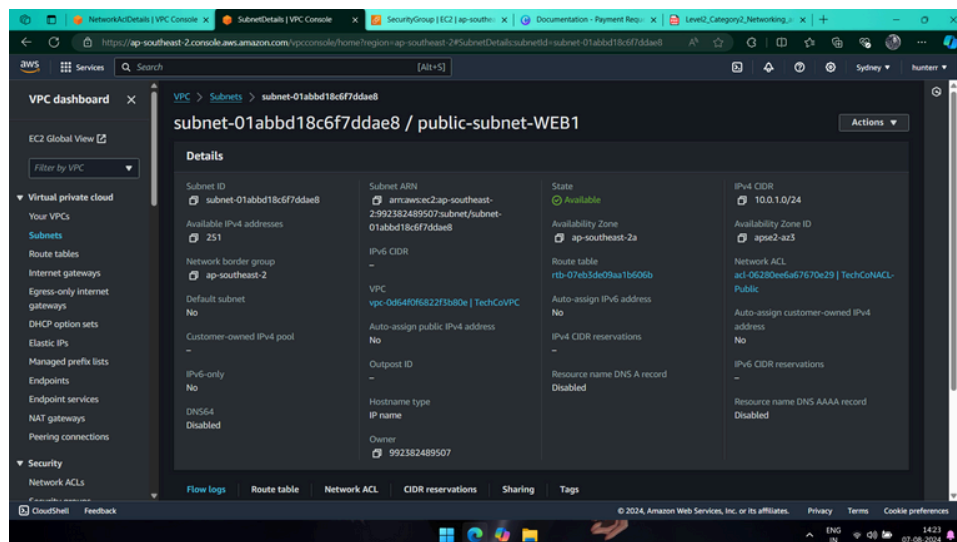 NetworkAclDetails | VPC Console
SubnetDetails | VPC Console
SecurityGroup | EC2 | ap-southe
Documentation - Payment Requ
Level2_Category2_Networking_
https://ap-southeast-2.console.aws.amazon.com/vpcconsole/home?region=ap-southeast-2#SubnetDetails:subnetId=subnet-01abbd18c6f7ddae8
aws
Services
Search
[Alt+S]
Sydney
hunterr
VPC dashboard
EC2 Global View
Filter by VPC
Virtual private cloud
Your VPCs
Subnets
Route tables
Internet gateways
Egress-only internet
gateways
DHCP option sets
Elastic IPs
Managed prefix lists
Endpoints
Endpoint services
NAT gateways
Peering connections
Security
Network ACLs
VPC > Subnets > subnet-01abbd18c6f7ddae8
subnet-01abbd18c6f7ddae8 / public-subnet-WEB1
Actions
Details
Subnet ID
subnet-01abbd18c6f7ddae8
Available IPv4 addresses
251
Network border group
ap-southeast-2
Default subnet
No
Customer-owned IPv4 pool
–
IPv6-only
No
DNS64
Disabled
Subnet ARN
arn:aws:ec2:ap-southeast-
2:992382489507:subnet/subnet-
01abbd18c6f7ddae8
IPv6 CIDR
–
VPC
vpc-0d64f0f6822f3b80e | TechCoVPC
Auto-assign public IPv4 address
No
Outpost ID
–
Hostname type
IP name
Owner
992382489507
State
Available
Availability Zone
ap-southeast-2a
Route table
rtb-07eb3de09aa1b606b
Auto-assign IPv6 address
No
IPv4 CIDR reservations
–
Resource name DNS A record
Disabled
IPv4 CIDR
10.0.1.0/24
Availability Zone ID
apse2-az3
Network ACL
acl-06280ee6a67670e29 | TechCoNACL-
Public
Auto-assign customer-owned IPv4
address
No
IPv6 CIDR reservations
–
Resource name DNS AAAA record
Disabled
Flow logs
Route table
Network ACL
CIDR reservations
Sharing
Tags
CloudShell
Feedback
© 2024, Amazon Web Services, Inc. or its affiliates.
Privacy
Terms
Cookie preferences
ENG
IN
14:23
07-08-2024